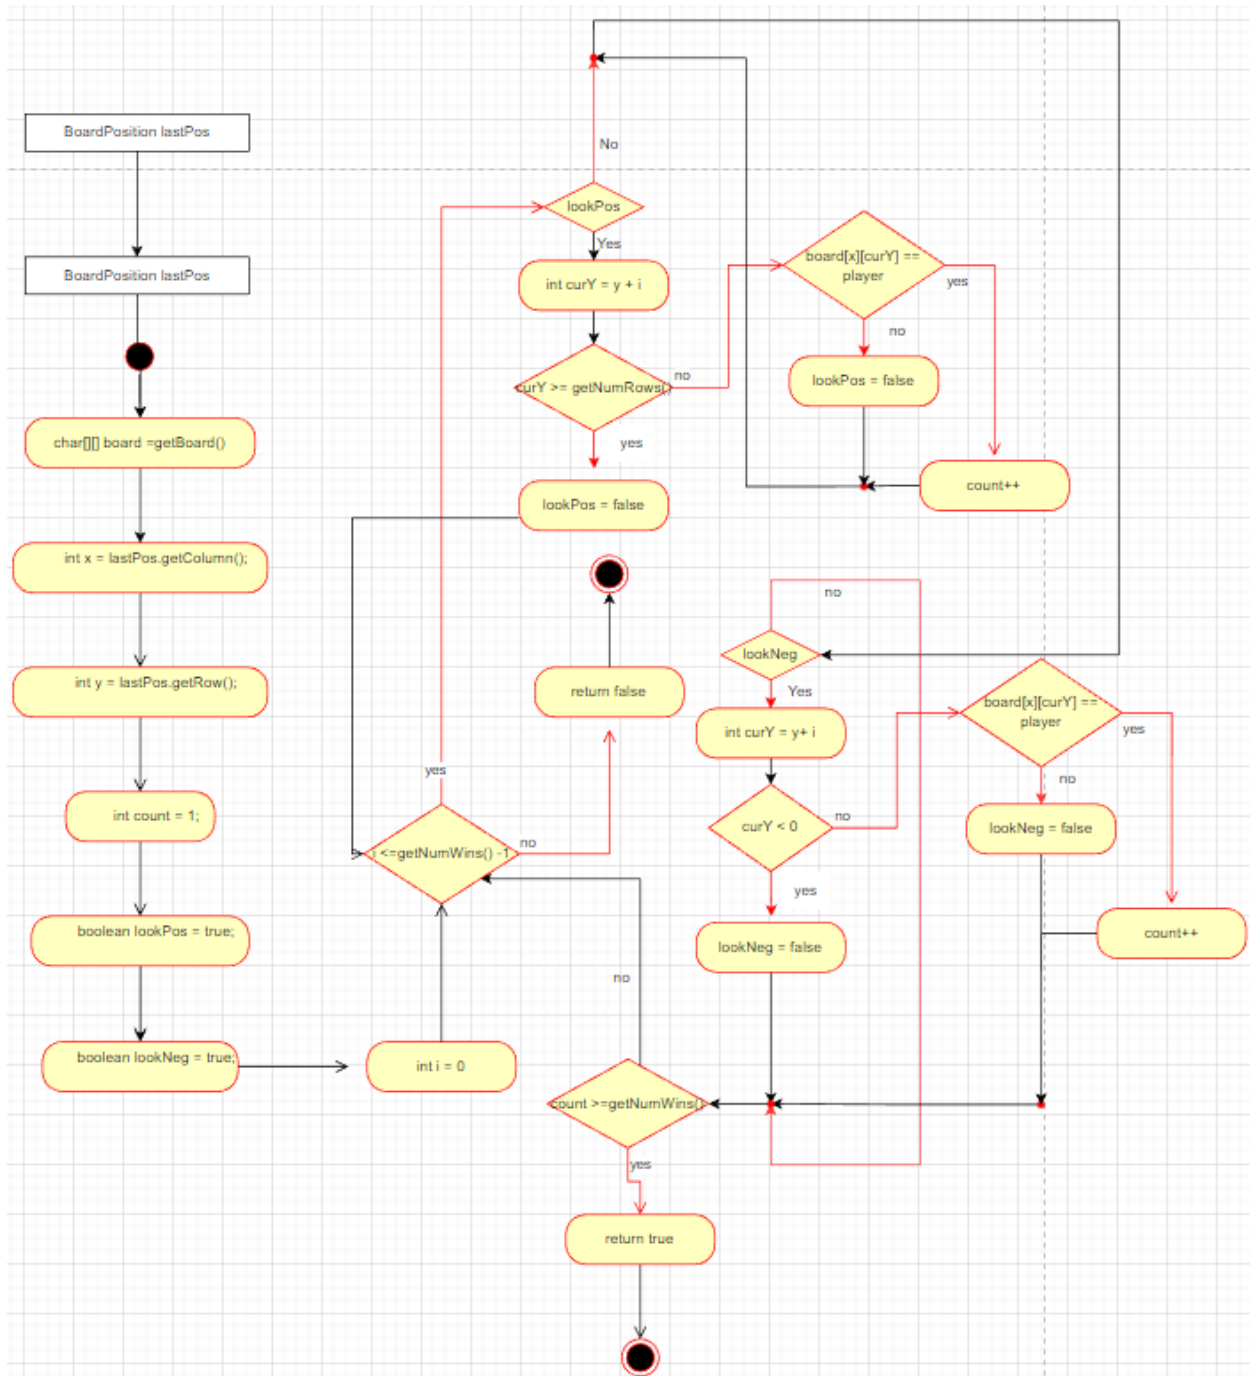 BoardPosition lastPos
BoardPosition lastPos
char[][] board =getBoard()
int x = lastPos.getColumn();
int y = lastPos.getRow();
int count = 1;
boolean lookPos = true;
boolean lookNeg = true;
int i = 0
i <=getNumWins() -1
yes
no
return false
No
lookPos
Yes
int curY = y + i
curY >= getNumRows()
no
yes
lookPos = false
board[x][curY] ==
player
yes
no
lookPos = false
count++
no
lookNeg
Yes
int curY = y+ i
curY < 0
no
yes
lookNeg = false
board[x][curY] ==
player
yes
no
lookNeg = false
count++
count >=getNumWins()
no
yes
return true